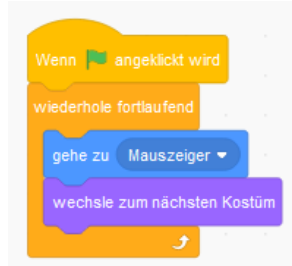 Wenn angeklickt wird
wiederhole fortlaufend
gehe zu Mauszeiger
wechsle zum nächsten Kostüm